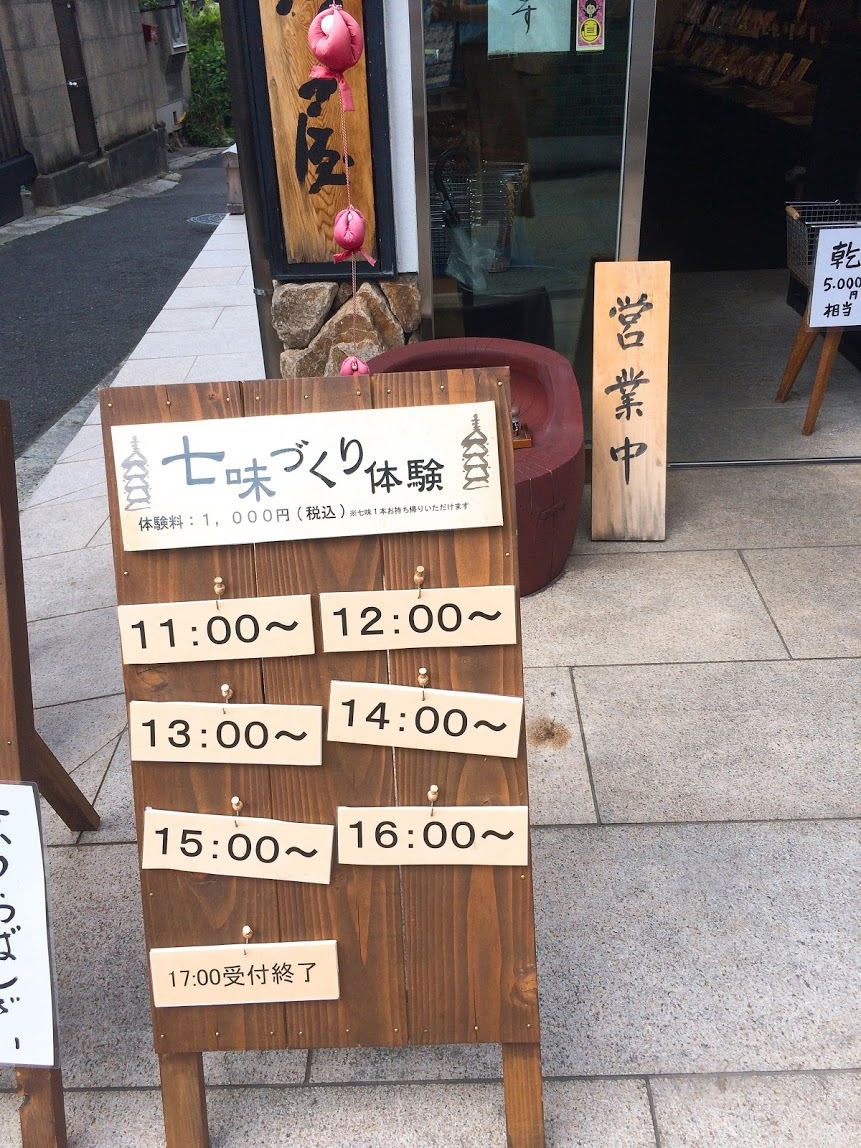 す
屋
営業中
乾
5.000
円
相当
七味づくり体験
体験料：1，000円(税込)※七味1本お持ち帰りいただけます
11:00～
12:00～
13:00～
14:00～
15:00～
16:00～
17:00受付終了